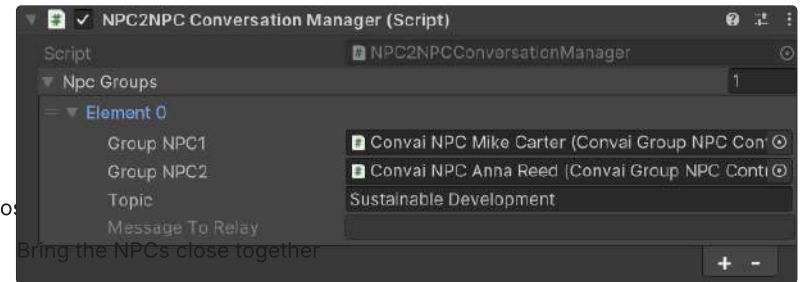 NPC2NPC Conversation Manager (Script)
Script NPC2NPCConversationManager
Npc Groups 1
Element 0
Group NPC1 Convai NPC Mike Carter (Convai Group NPC Con
Group NPC2 Convai NPC Anna Reed (Convai Group NPC Conti
Topic Sustainable Development
os
Message To Relay
Bring the NPCs close together
+ -